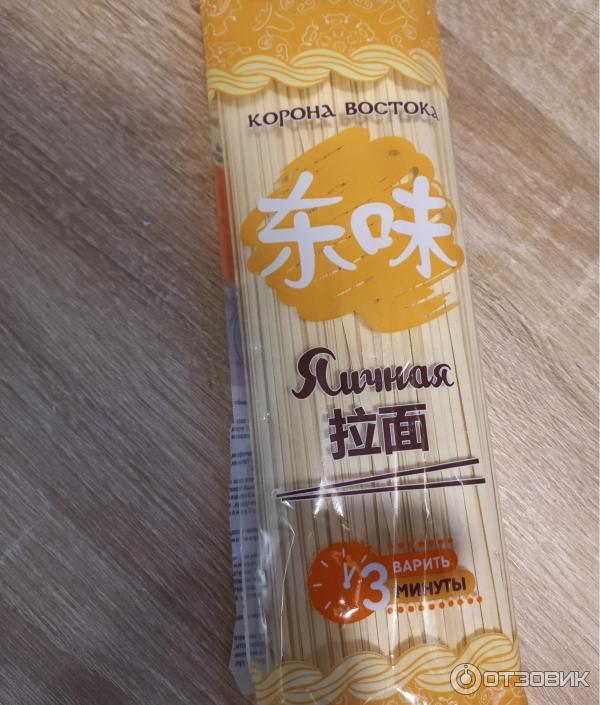 КОРОНА ВОСТОКА
东味
Яичная
拉面
3 ВАРИТЬ
МИНУТЫ
ОТЗОВИК